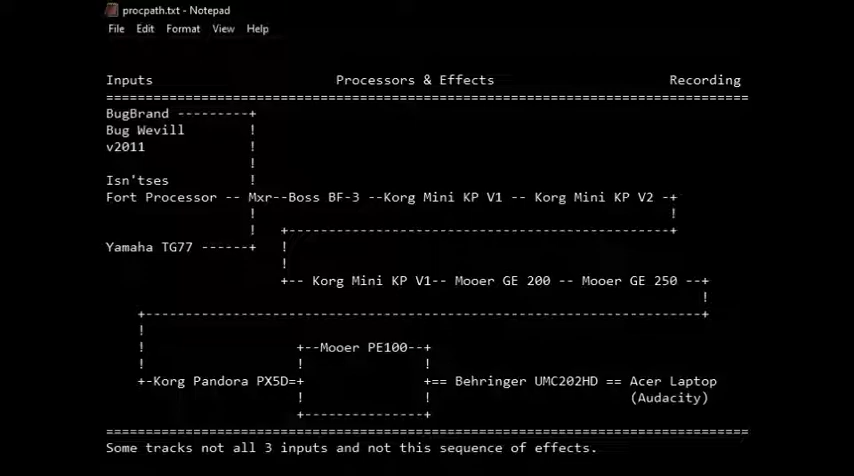 procpath.txt - Notepad
File Edit Format View Help
Inputs Processors & Effects Recording
=================================================================================
BugBrand ---------+
Bug Wevill !
v2011 !
!
Isn'tses !
Fort Processor -- Mxr--Boss BF-3 --Korg Mini KP V1 -- Korg Mini KP V2 -+
! !
! +------------------------------------------------+
Yamaha TG77 ------+ !
!
+-- Korg Mini KP V1-- Mooer GE 200 -- Mooer GE 250 --+
!
+----------------------------------------------------------------------+
!
! +--Mooer PE100--+
! ! !
+-Korg Pandora PX5D=+ +== Behringer UMC202HD == Acer Laptop
! ! (Audacity)
+---------------+
=================================================================================
Some tracks not all 3 inputs and not this sequence of effects.